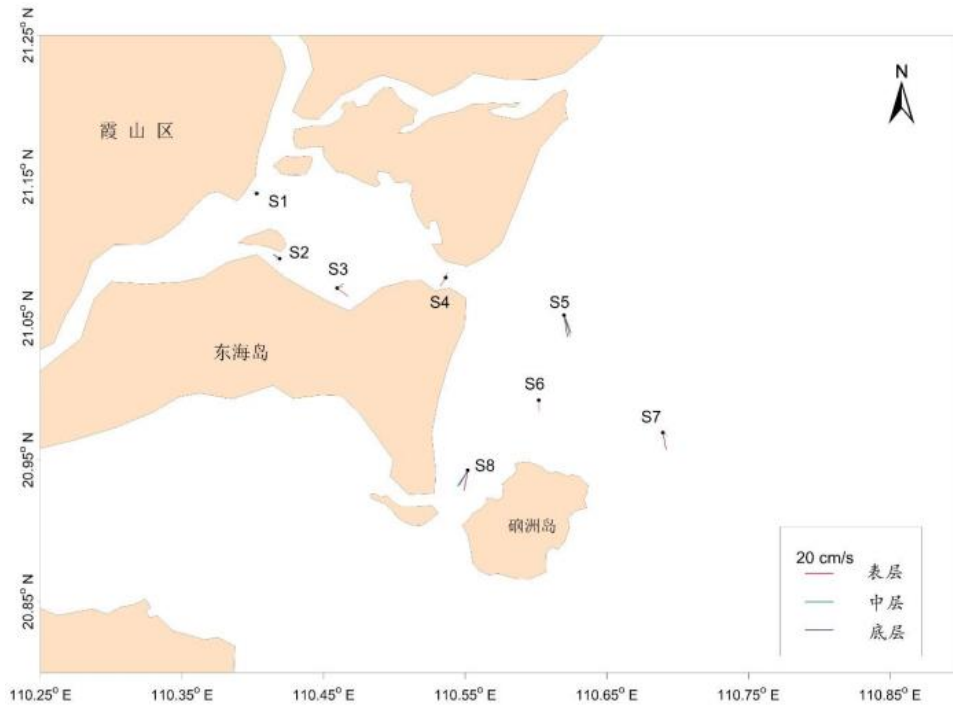 21.25° N
N
霞山区
21.15° N
S1
S2
S3
S4
S5
21.05° N
东海岛
S6
S7
20.95° N
S8
硇洲岛
20 cm/s
表层
中层
底层
20.85° N
110.25° E
110.35° E
110.45° E
110.55° E
110.65° E
110.75° E
110.85° E